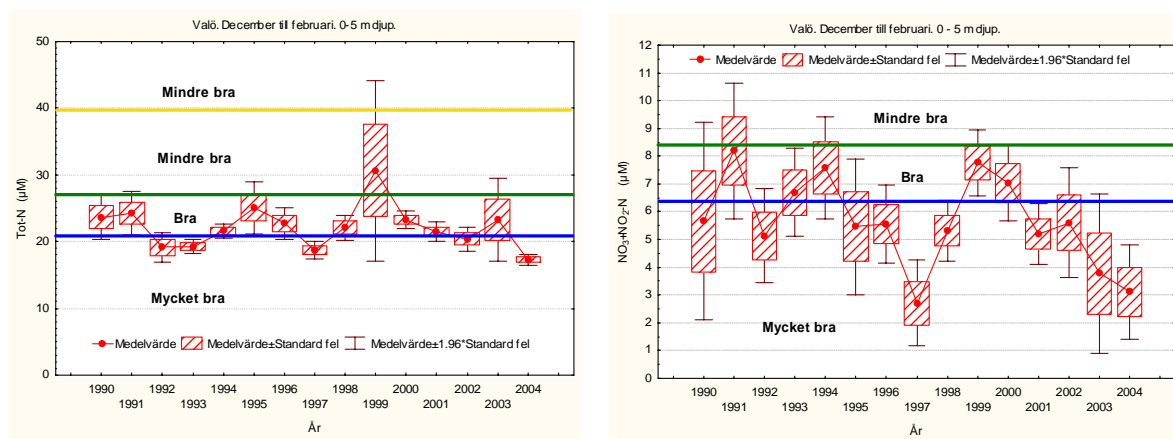 Valö. December till februari. 0-5 m djup.
50
40
30
20
10
0
Tot-N (µM)
Mindre bra
Mindre bra
Bra
Mycket bra
Medelvärde
Medelvärde±Standard fel
Medelvärde±1.96*Standard fel
1990 1992 1994 1996 1998 2000 2002 2004
1991 1993 1995 1997 1999 2001 2003
År
Valö. December till februari. 0 - 5 m djup.
12
11
10
9
8
7
6
5
4
3
2
1
0
NO3+NO2-N (µM)
Medelvärde
Medelvärde±Standard fel
Medelvärde±1.96*Standard fel
Mindre bra
Bra
Mycket bra
1990 1992 1994 1996 1998 2000 2002 2004
1991 1993 1995 1997 1999 2001 2003
År